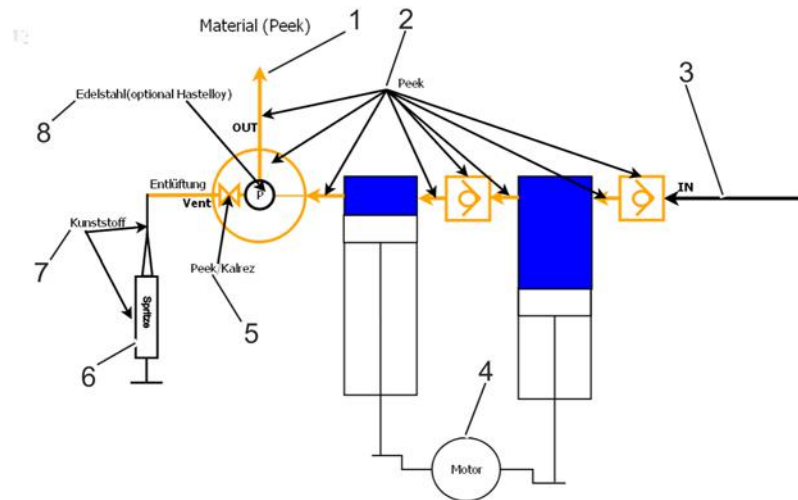 Material (Peek)
1
2
3
Peek
Edelstahl(optional Hastelloy)
8
OUT
Entlüftung
Vent
P
IN
Kunststoff
7
Peek/Kalrez
5
Spritze
6
4
Motor